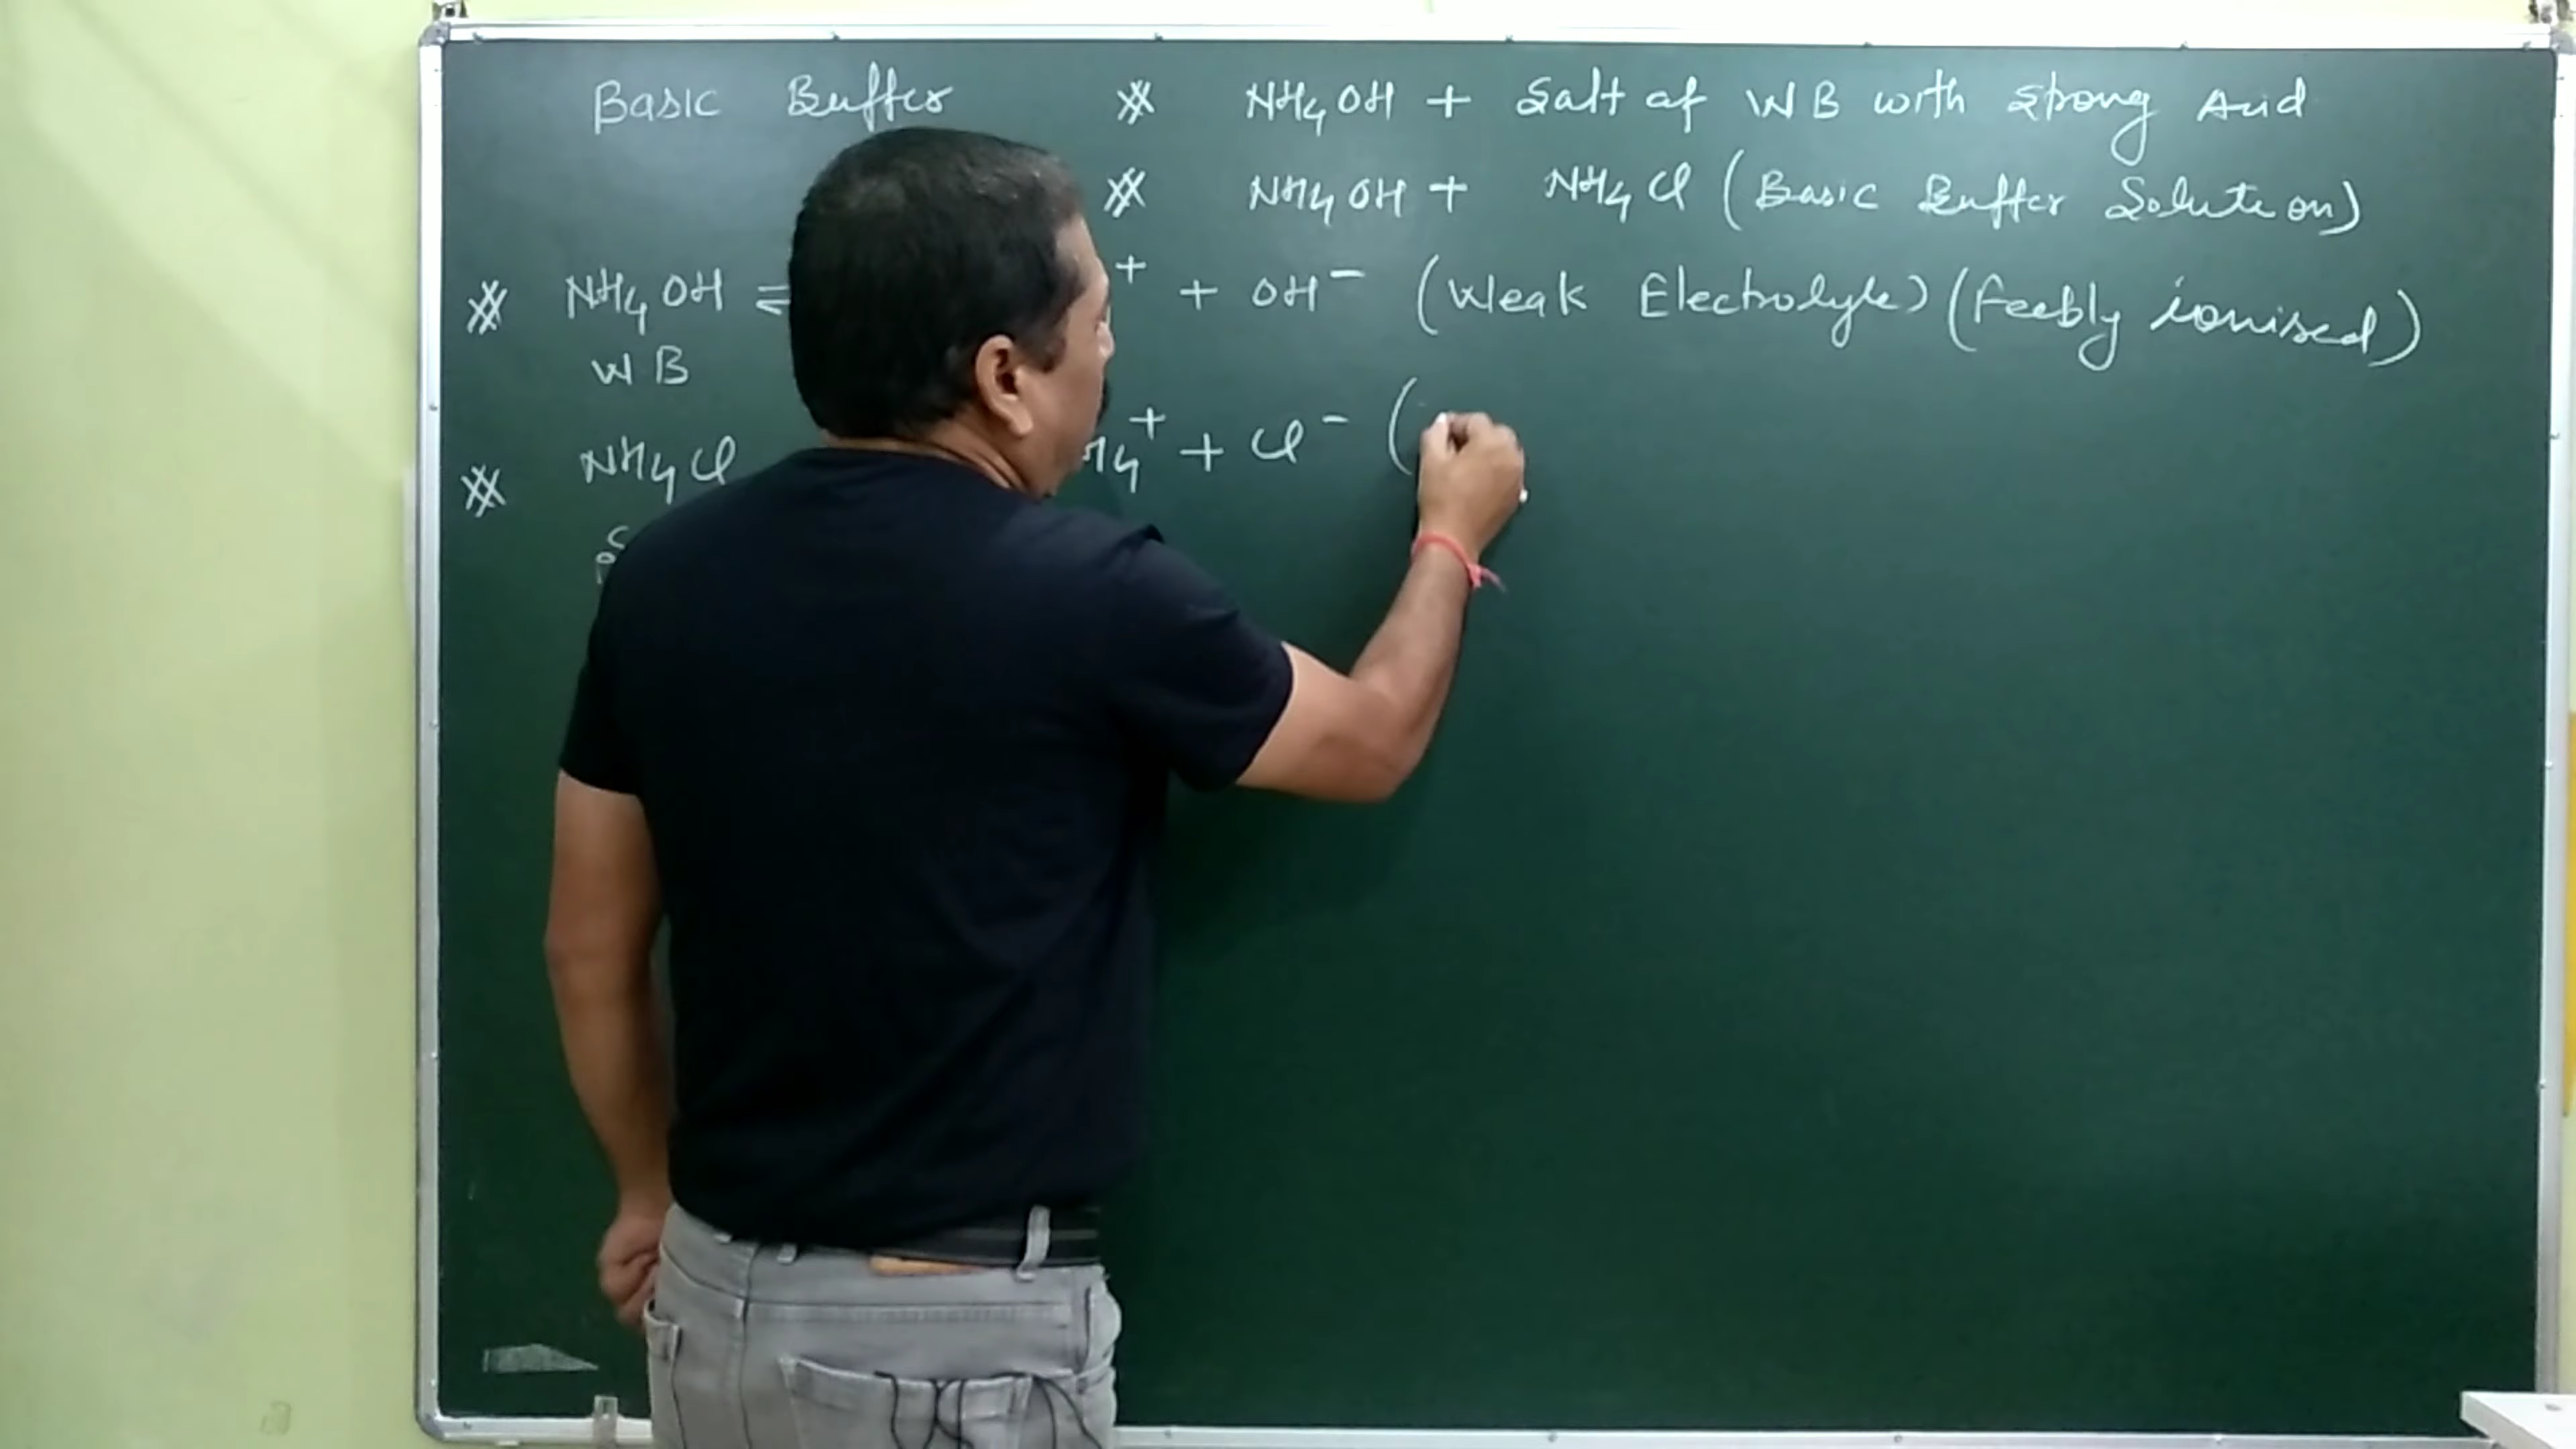 Basic Buffer ※ NH₄OH + Salt of WB with strong Acid
※ NH₄OH + NH₄Cl (Basic Buffer Solution)
※ NH₄OH ⇌ ⁺ + OH⁻ (Weak Electrolyte) (Feebly ionised)
WB
※ NH₄Cl H₄⁺ + Cl⁻ (